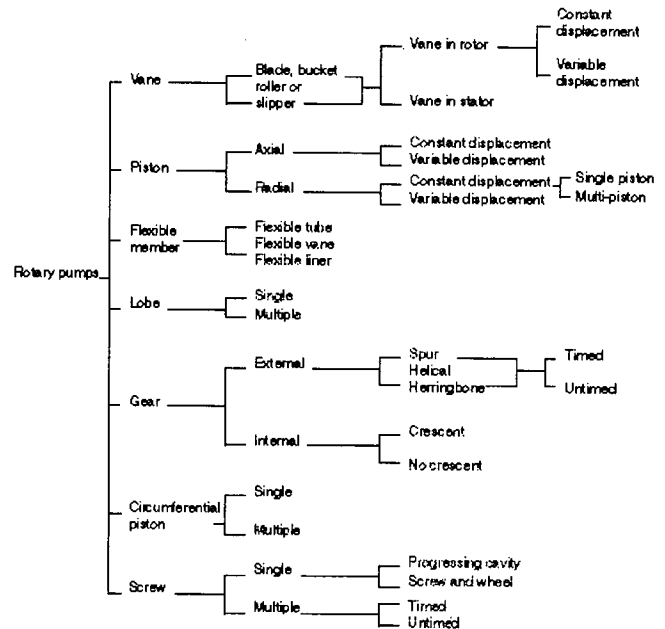 Constant
displacement
Vane in rotor
Variable
displacement
Vane
Blade, bucket
roller or
slipper
Vane in stator
Piston
Axial
Constant displacement
Variable displacement
Radial
Constant displacement
Single piston
Variable displacement
Multi-piston
Flexible
member
Flexible tube
Flexible vane
Flexible liner
Rotary pumps
Lobe
Single
Multiple
Gear
External
Spur
Helical
Herringbone
Timed
Untimed
Internal
Crescent
No crescent
Circumferential
piston
Single
Multiple
Screw
Single
Progressing cavity
Screw and wheel
Multiple
Timed
Untimed